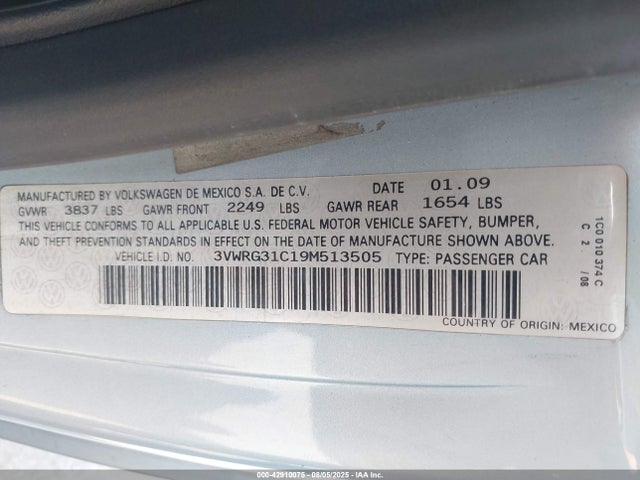 MANUFACTURED BY VOLKSWAGEN DE MEXICO S.A. DE C.V. DATE 01.09
GVWR 3837 LBS GAWR FRONT 2249 LBS GAWR REAR 1654 LBS
THIS VEHICLE CONFORMS TO ALL APPLICABLE U.S. FEDERAL MOTOR VEHICLE SAFETY, BUMPER,
AND THEFT PREVENTION STANDARDS IN EFFECT ON THE DATE OF MANUFACTURE SHOWN ABOVE.
VEHICLE I.D. NO. 3VWRG31C19M513505 TYPE: PASSENGER CAR
COUNTRY OF ORIGIN: MEXICO
1C0 010 374 C
C 2 /08
000-42910075 - 08/05/2025 - IAAI.COM